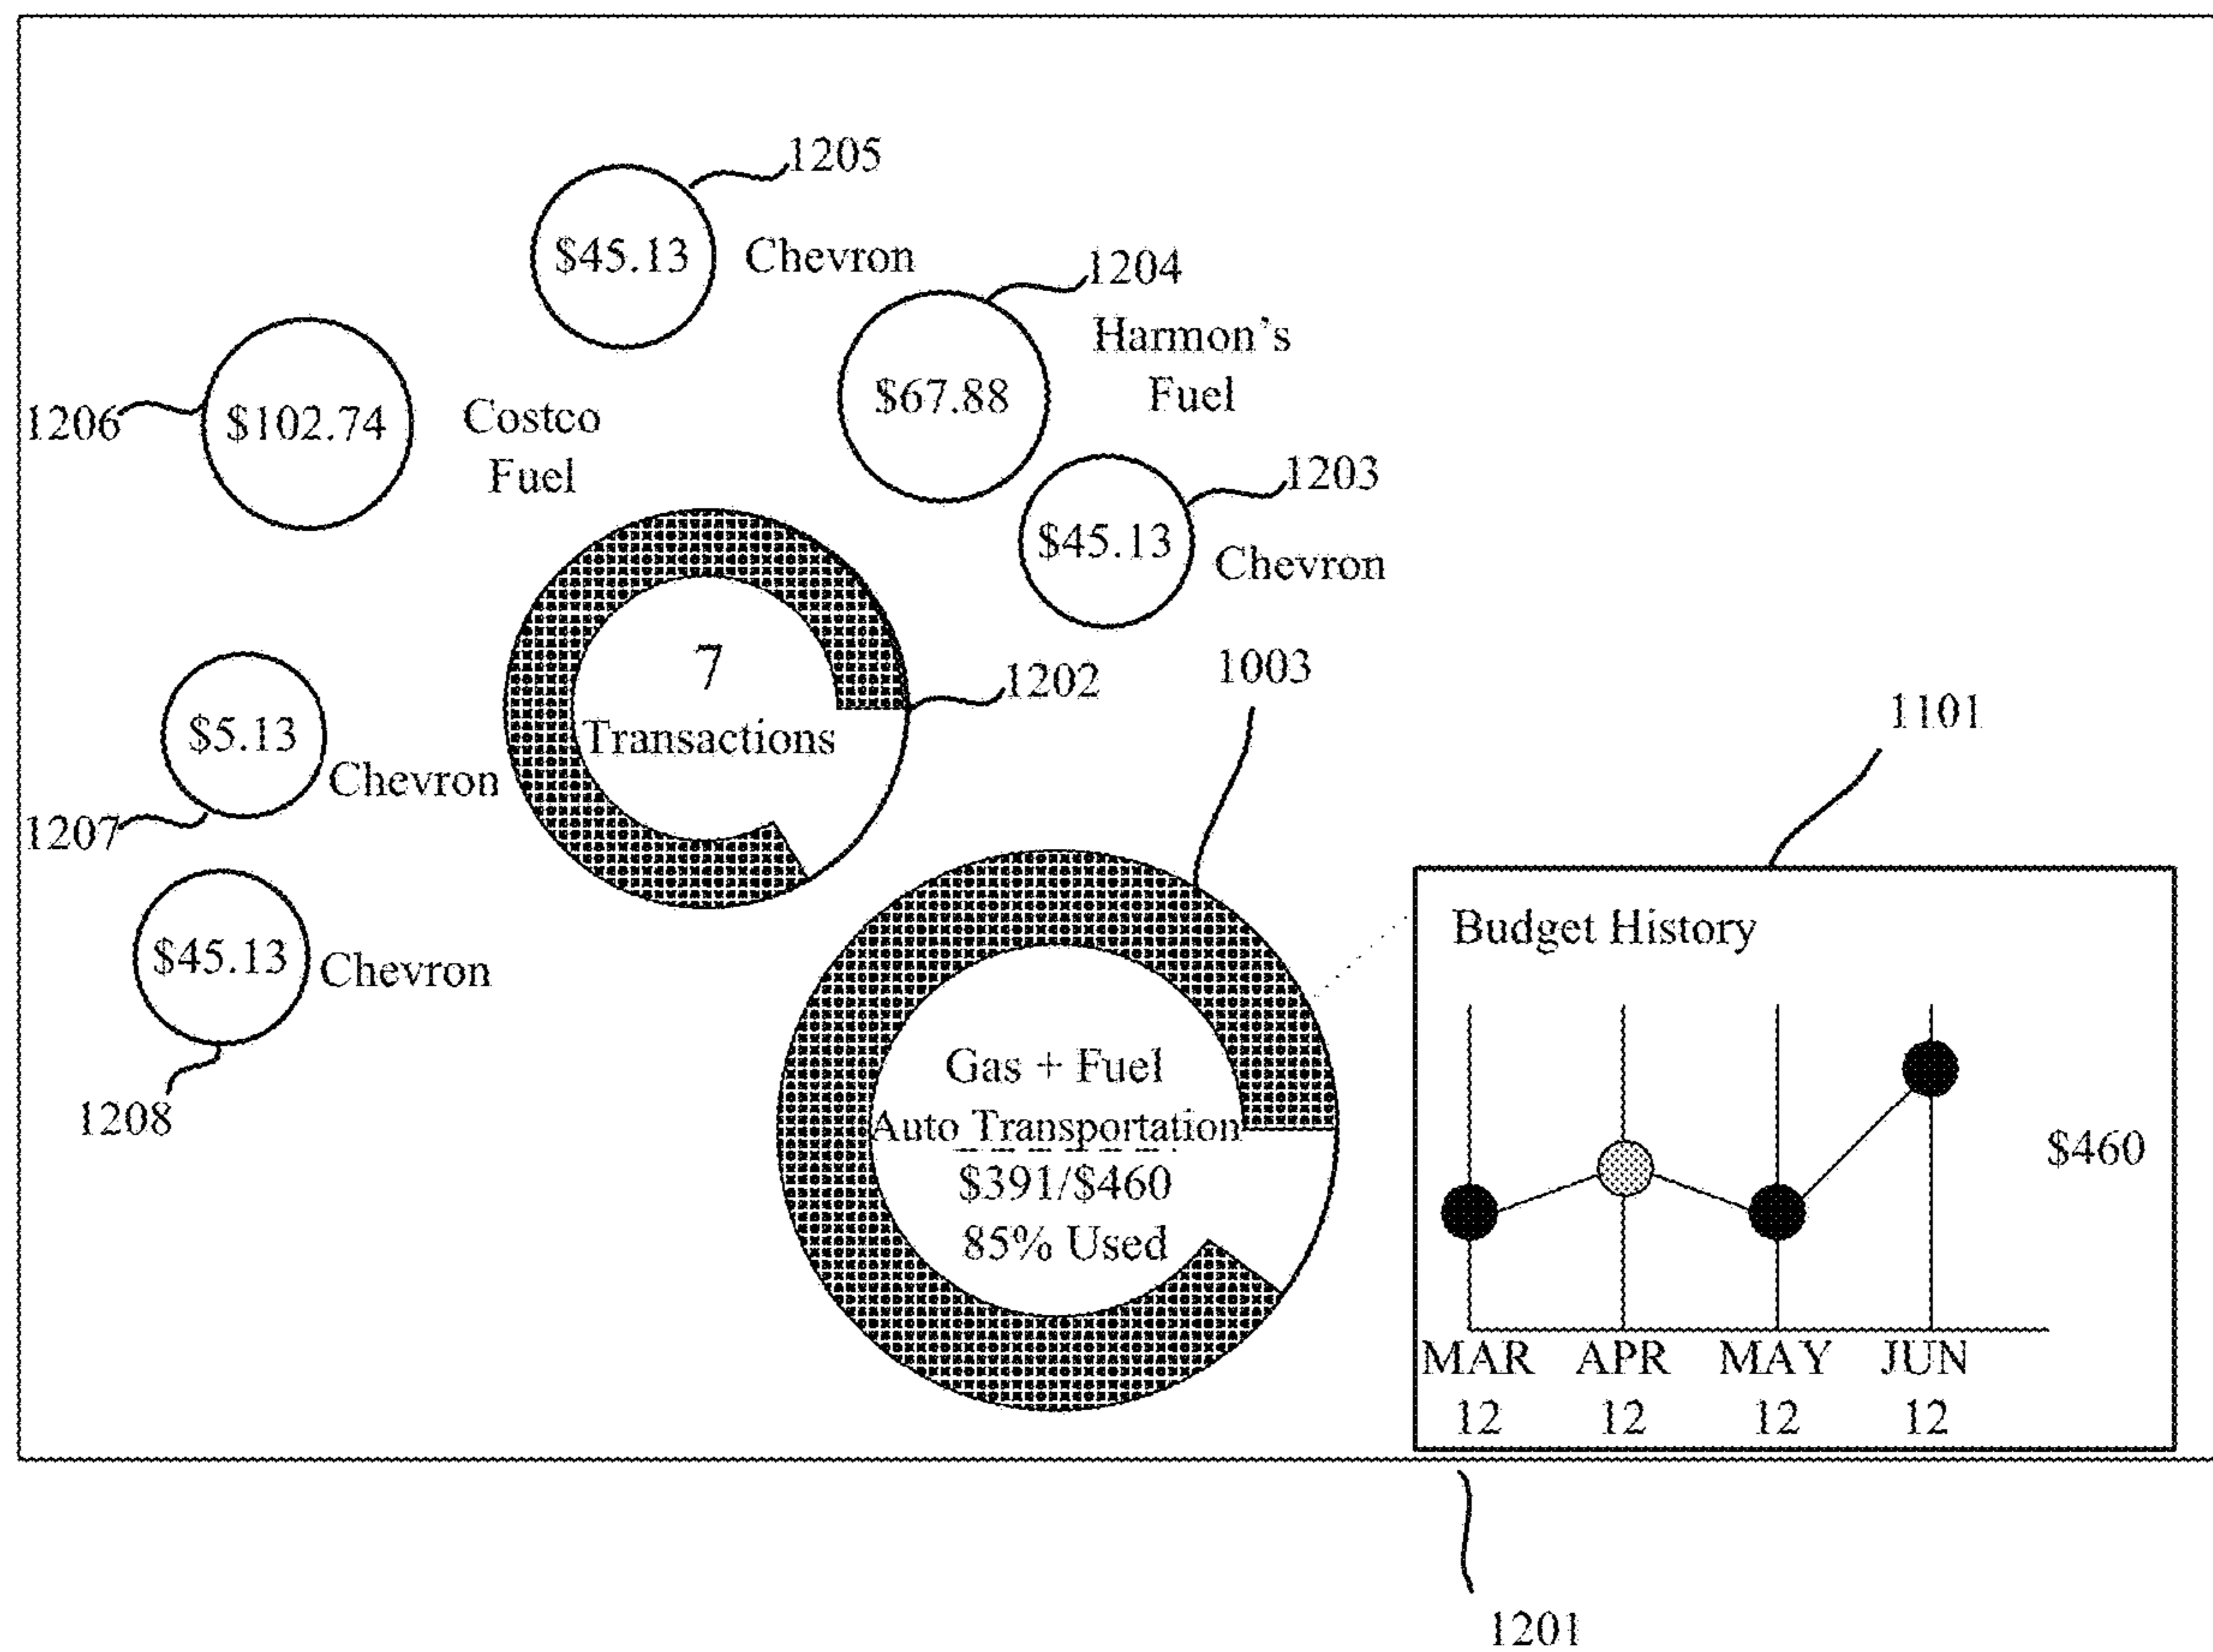 1205
$45.13 Chevron
1204
Harmon's
Fuel
$67.88
1206
$102.74
Costco
Fuel
1203
$45.13
Chevron
7
Transactions
1202
1003
1101
$5.13
Chevron
1207
$45.13
Chevron
1208
Gas + Fuel
Auto Transportation
$391/$460
85% Used
Budget History
$460
MAR APR MAY JUN
12 12 12 12
1201